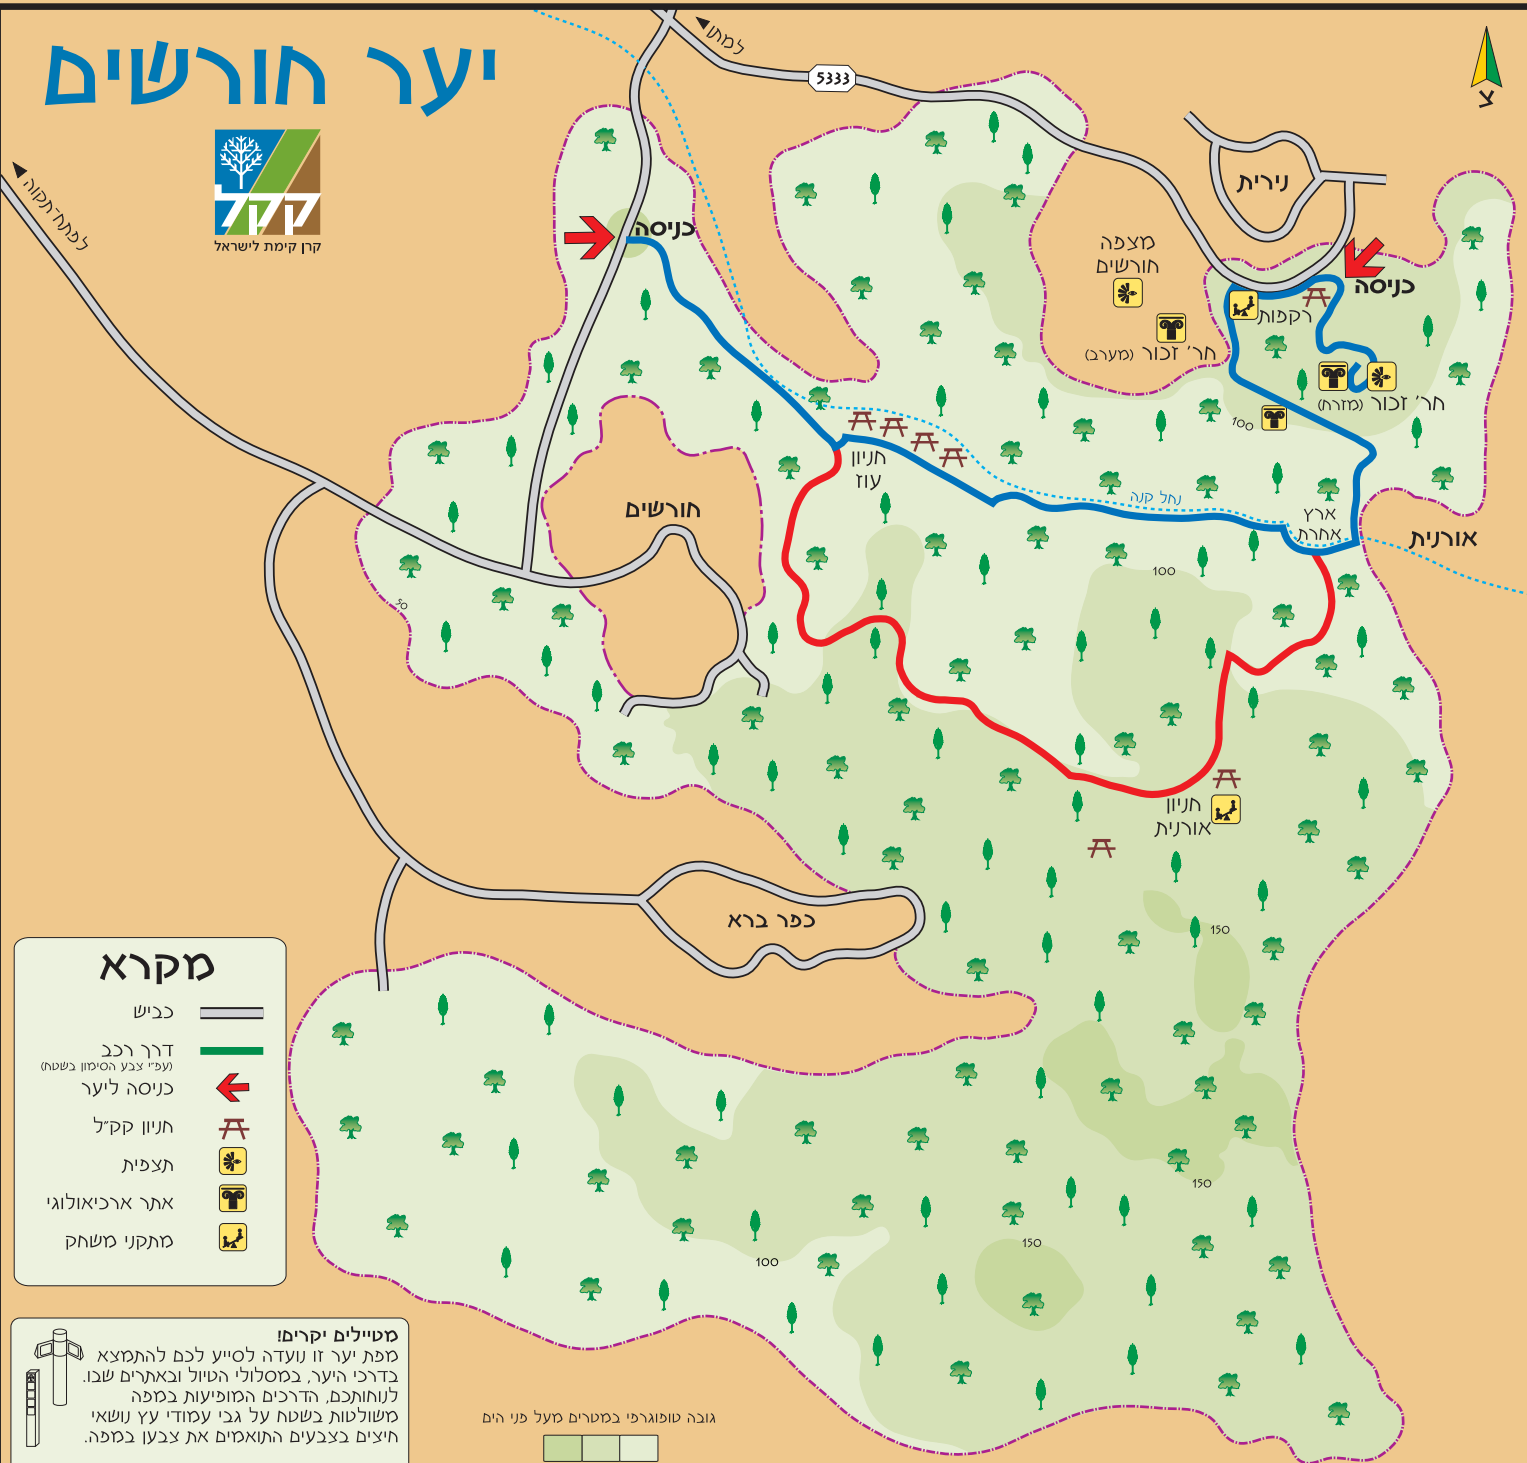 יער חורשים
קרן קימת לישראל
קקל
למתן
5333
לפתח־תקווה
כניסה
נירית
מצפה
חורשים
חר' זכור (מערב)
כניסה
רקפות
חר' זכור (מזרח)
100
חניון
עוז
נחל קנה
ארץ
אחרת
אורנית
חורשים
50
100
חניון
אורנית
כפר ברא
150
150
150
100
מקרא
כביש
דרך רכב
(עפ״י צבע הסימון בשטח)
כניסה ליער
חניון קק״ל
תצפית
אתר ארכיאולוגי
מתקני משחק
מטיילים יקרים!
מפת יער זו נועדה לסייע לכם להתמצא
בדרכי היער, במסלולי הטיול ובאתרים שבו.
לנוחותכם, הדרכים המופיעות במפה
משולטות בשטח על גבי עמודי עץ נושאי
חיצים בצבעים התואמים את צבען במפה.
גובה טופוגרפי במטרים מעל פני הים
צ